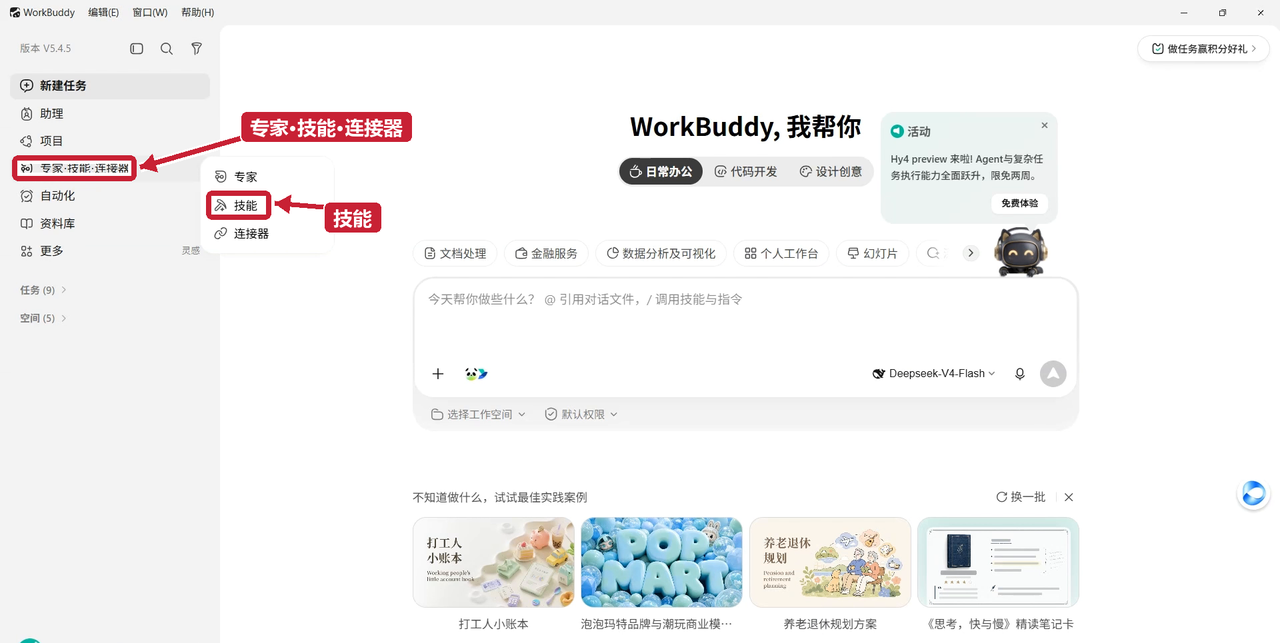 WorkBuddy 编辑(E) 窗口(W) 帮助(H)
版本 V5.4.5
做任务赢积分好礼
新建任务
助理
项目
专家·技能·连接器
自动化
资料库
更多
灵感
任务 (9)
空间 (5)
专家·技能·连接器
专家
技能
连接器
技能
WorkBuddy, 我帮你
日常办公 代码开发 设计创意
活动
Hy4 preview 来啦! Agent与复杂任
务执行能力全面跃升，限免两周。
免费体验
文档处理 金融服务 数据分析及可视化 个人工作台 幻灯片
今天帮你做些什么？ @ 引用对话文件，/ 调用技能与指令
Deepseek-V4-Flash
选择工作空间 默认权限
不知道做什么，试试最佳实践案例
换一批
打工人
小账本
Working people's
little account book
POP
MART
养老退休
规划
Pension and
retirement
planning
打工人小账本
泡泡玛特品牌与潮玩商业模···
养老退休规划方案
《思考，快与慢》精读笔记卡